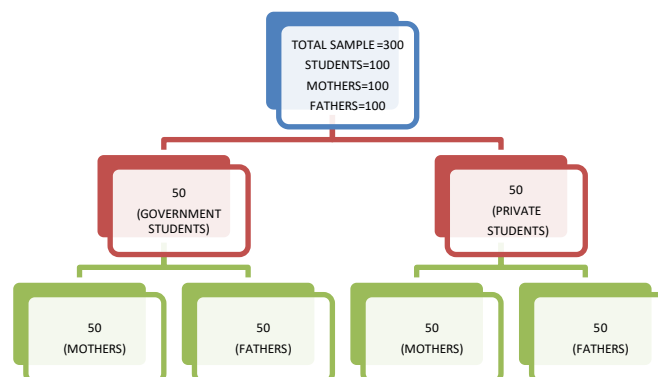 TOTAL SAMPLE=300
STUDENTS=100
MOTHERS=100
FATHERS=100
50
(GOVERNMENT
STUDENTS)
50
(PRIVATE
STUDENTS)
50
(MOTHERS)
50
(FATHERS)
50
(MOTHERS)
50
(FATHERS)